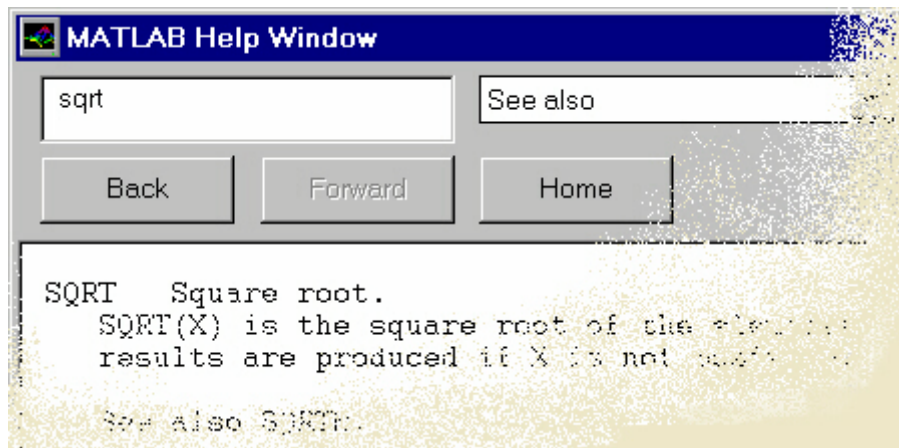 MATLAB Help Window
sqrt
See also
Back
Forward
Home
SQRT Square root.
SQRT(X) is the square root of the
results are produced if X is not
See also SQRTM.